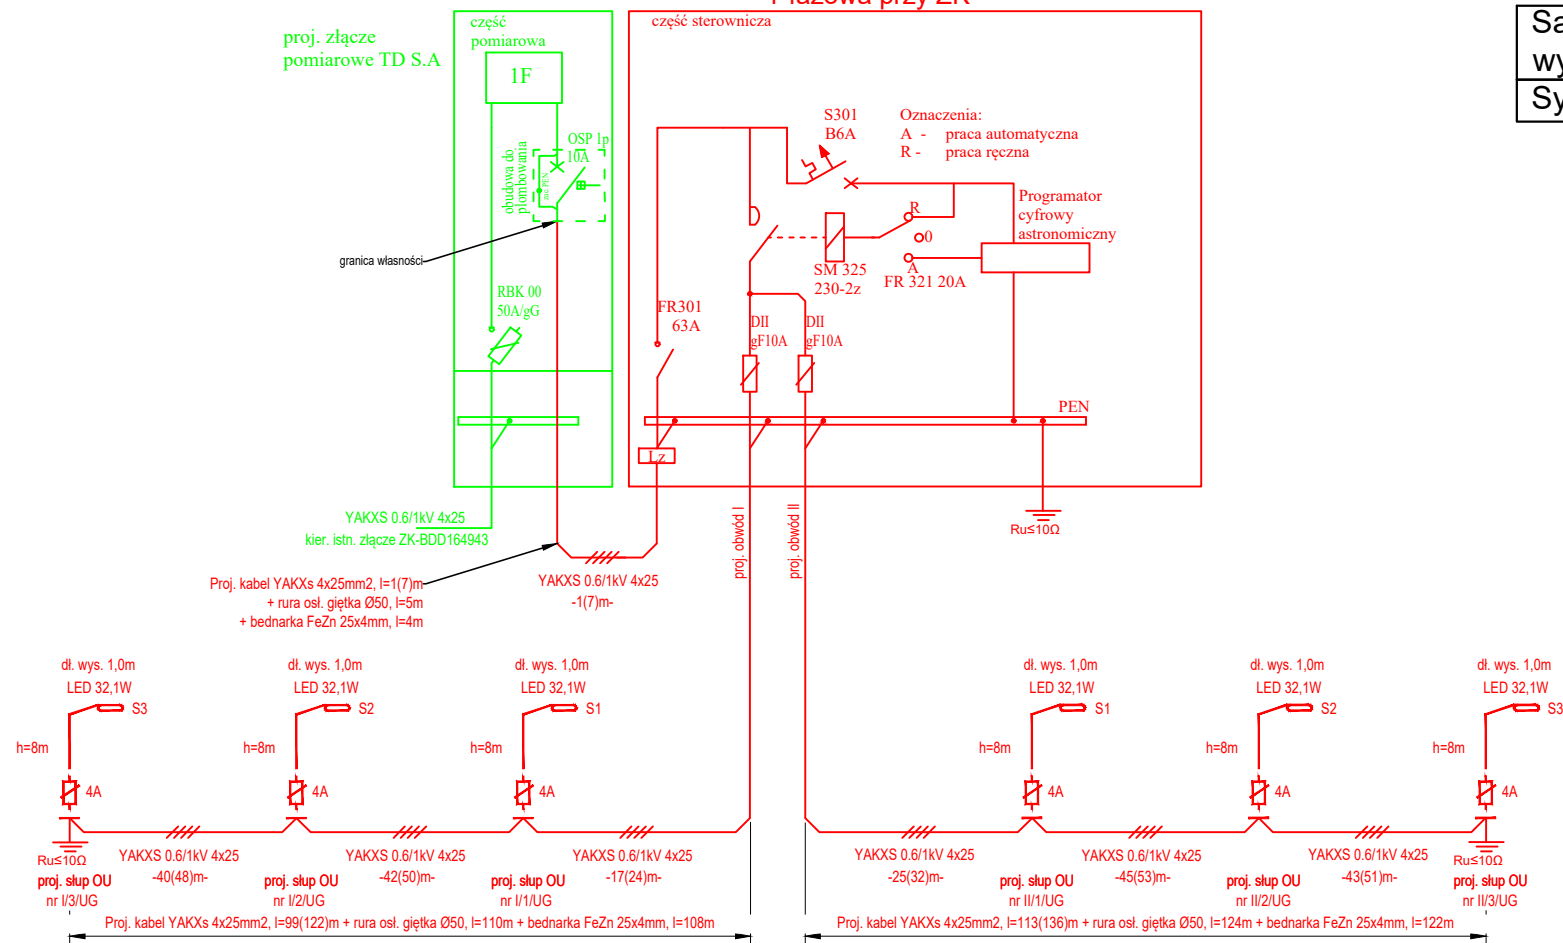 Plażowa przy ZK
część sterownicza
część
pomiarowa
proj. złącze
pomiarowe TD S.A
1F
OSP 1p
10A
obudowa do
plombowania
granica własności
RBK 00
50A/gG
S301
B6A
Oznaczenia:
A - praca automatyczna
R - praca ręczna
Programator
cyfrowy
astronomiczny
R
0
A
SM 325
230-2z
FR 321 20A
FR301
63A
DII
gF10A
DII
gF10A
PEN
Lz
Ru≤10Ω
YAKXS 0.6/1kV 4x25
kier. istn. złącze ZK-BDD164943
proj. obwód I
proj. obwód II
Proj. kabel YAKXs 4x25mm2, l=1(7)m
+ rura osł. giętka Ø50, l=5m
+ bednarka FeZn 25x4mm, l=4m
YAKXS 0.6/1kV 4x25
-1(7)m-
dł. wys. 1,0m
LED 32,1W
S3
h=8m
4A
dł. wys. 1,0m
LED 32,1W
S2
h=8m
4A
dł. wys. 1,0m
LED 32,1W
S1
h=8m
4A
dł. wys. 1,0m
LED 32,1W
S1
h=8m
4A
dł. wys. 1,0m
LED 32,1W
S2
h=8m
4A
dł. wys. 1,0m
LED 32,1W
S3
h=8m
4A
Ru≤10Ω
YAKXS 0.6/1kV 4x25
-40(48)m-
YAKXS 0.6/1kV 4x25
-42(50)m-
YAKXS 0.6/1kV 4x25
-17(24)m-
YAKXS 0.6/1kV 4x25
-25(32)m-
YAKXS 0.6/1kV 4x25
-45(53)m-
YAKXS 0.6/1kV 4x25
-43(51)m-
Ru≤10Ω
proj. słup OU
nr I/3/UG
proj. słup OU
nr I/2/UG
proj. słup OU
nr I/1/UG
proj. słup OU
nr II/1/UG
proj. słup OU
nr II/2/UG
proj. słup OU
nr II/3/UG
Proj. kabel YAKXs 4x25mm2, l=99(122)m + rura osł. giętka Ø50, l=110m + bednarka FeZn 25x4mm, l=108m
Proj. kabel YAKXs 4x25mm2, l=113(136)m + rura osł. giętka Ø50, l=124m + bednarka FeZn 25x4mm, l=122m